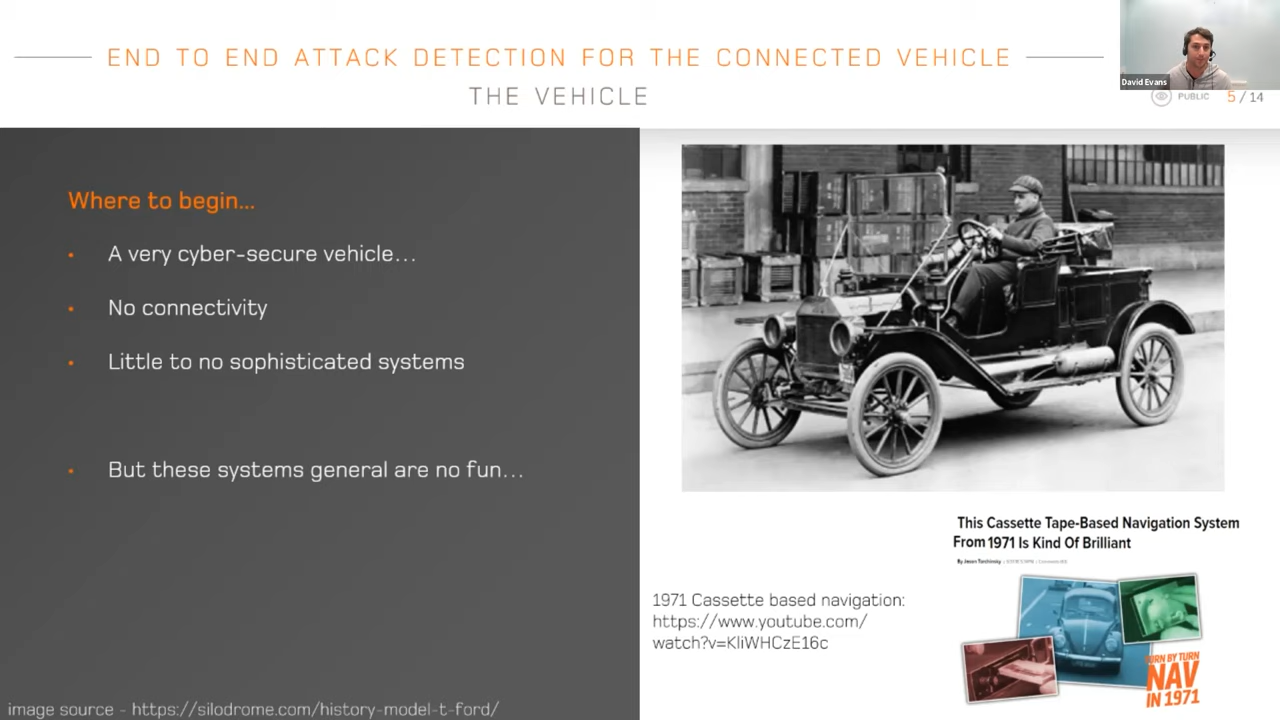 END TO END ATTACK DETECTION FOR THE CONNECTED VEHICLE
THE VEHICLE
David Evans
PUBLIC 5 / 14
Where to begin...
• A very cyber-secure vehicle...
• No connectivity
• Little to no sophisticated systems
• But these systems general are no fun...
This Cassette Tape-Based Navigation System
From 1971 Is Kind Of Brilliant
By Jason Torchinsky
1971 Cassette based navigation:
https://www.youtube.com/
watch?v=KliWHCzE16c
TURN BY TURN
NAV
IN 1971
image source - https://silodrome.com/history-model-t-ford/